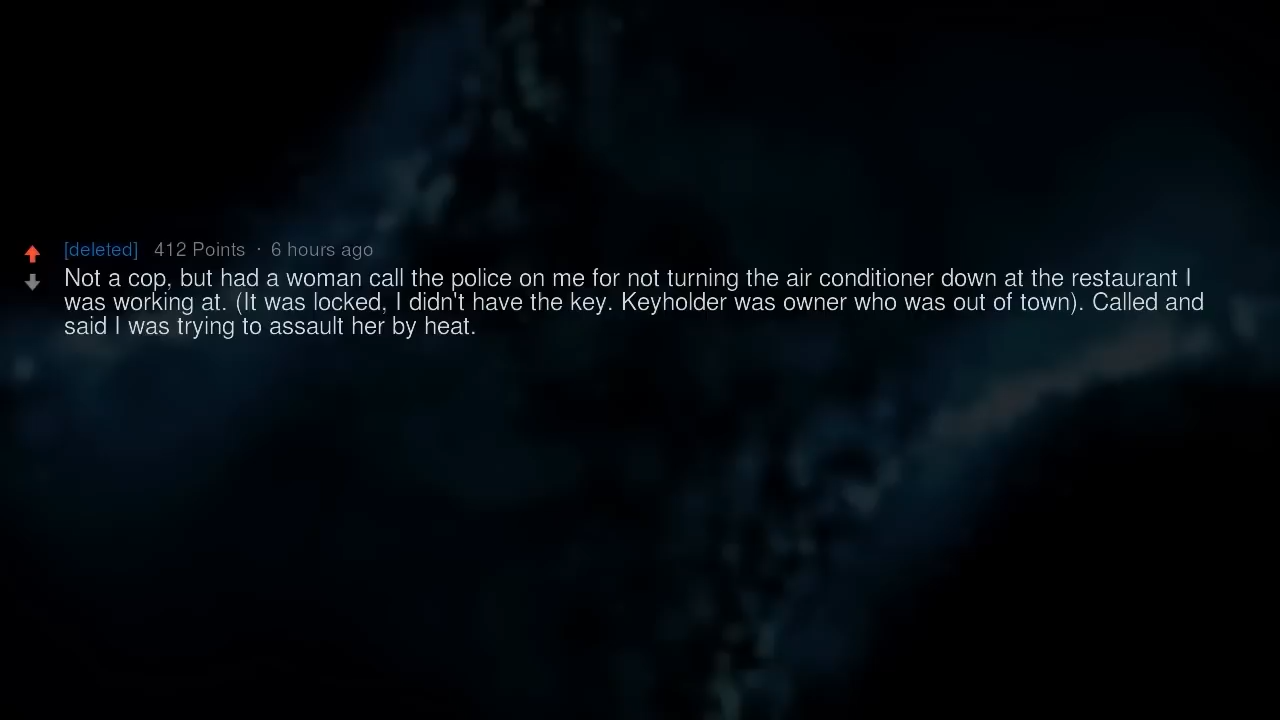 [deleted] 412 Points · 6 hours ago
Not a cop, but had a woman call the police on me for not turning the air conditioner down at the restaurant I
was working at. (It was locked, I didn't have the key. Keyholder was owner who was out of town). Called and
said I was trying to assault her by heat.